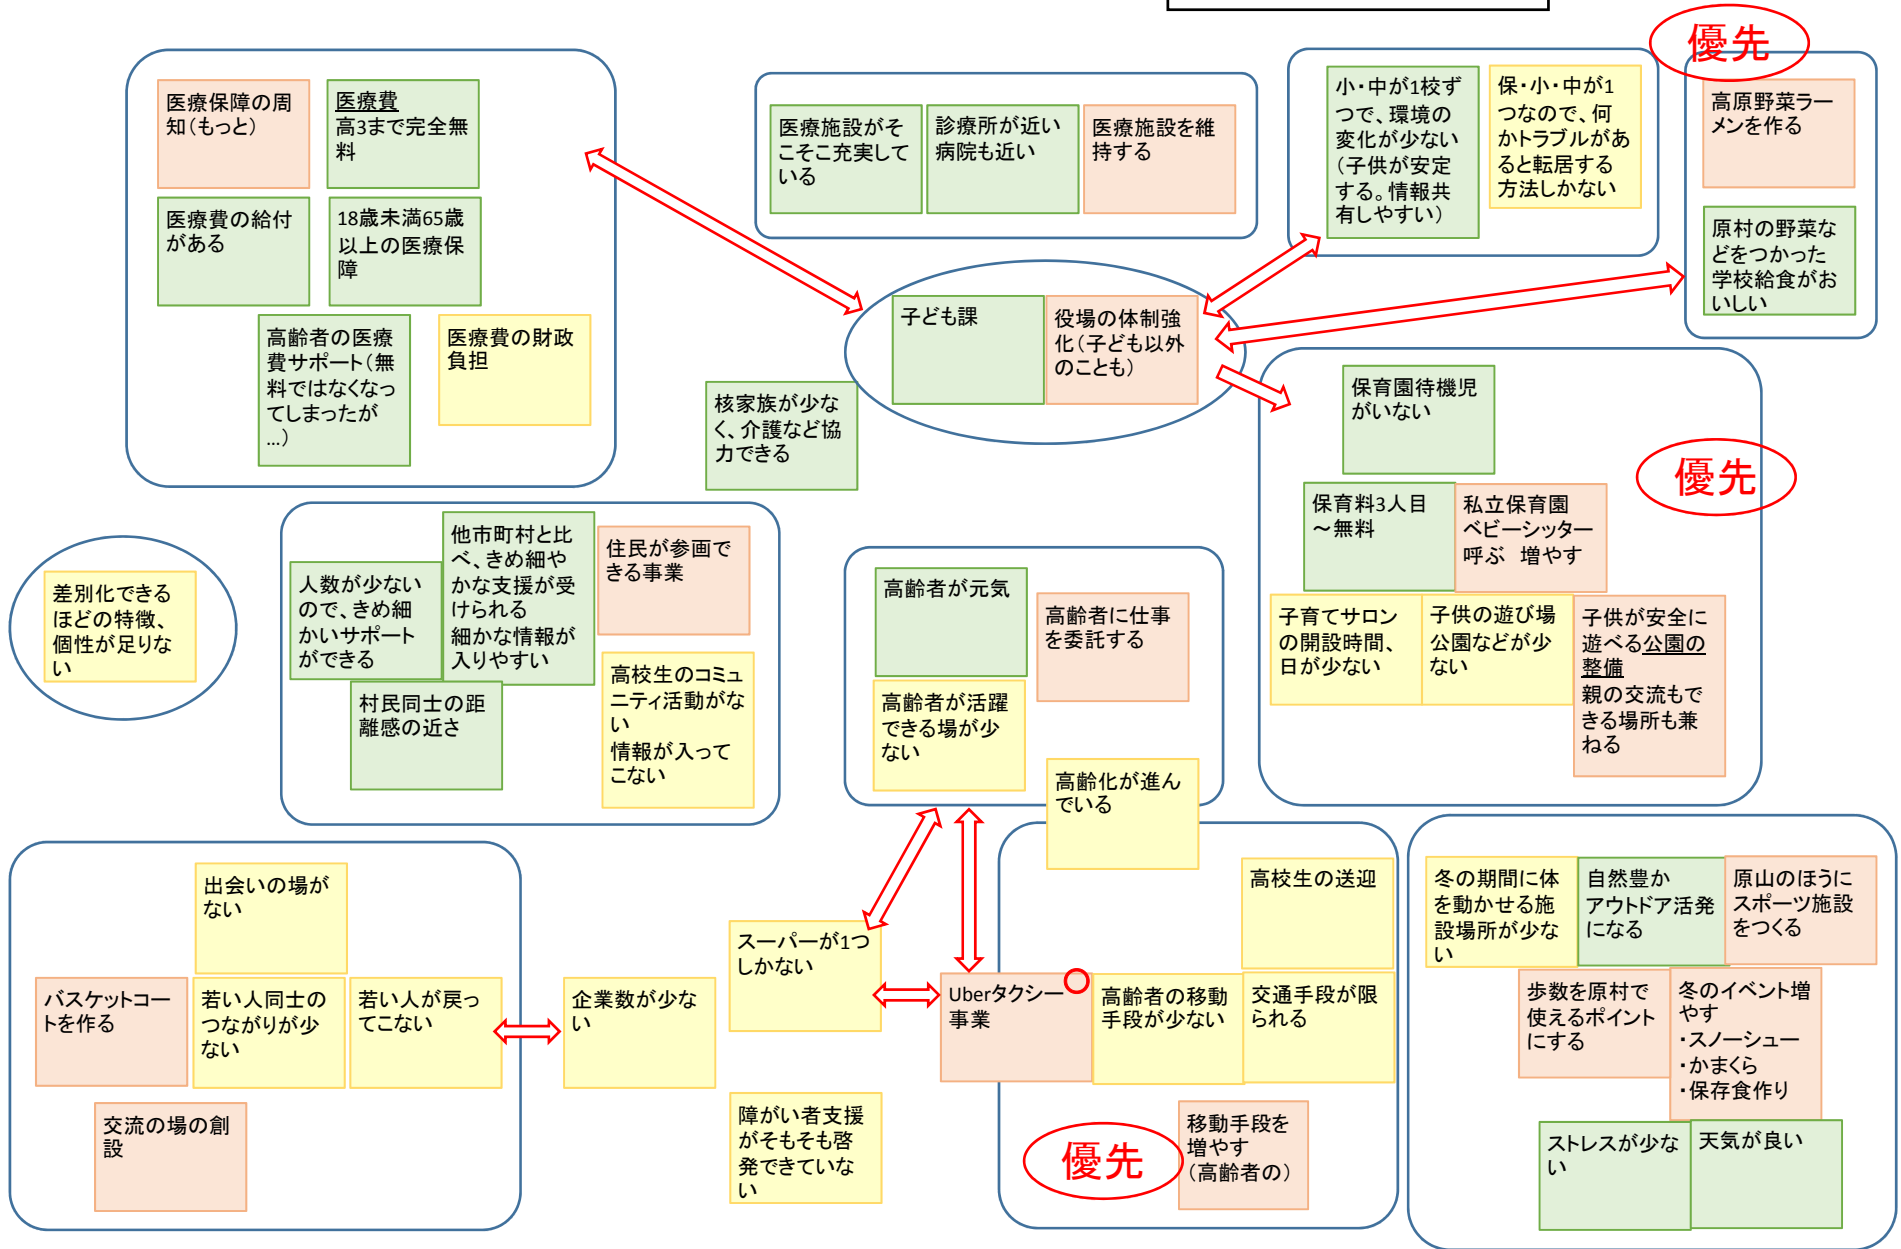 優先
医療保障の周
知（もっと）
医療費
高3まで完全無
料
医療費の給付
がある
18歳未満65歳
以上の医療保
障
高齢者の医療
費サポート（無
料ではなくなっ
てしまったが
…）
医療費の財政
負担
医療施設がそ
こそこ充実して
いる
診療所が近い
病院も近い
医療施設を維
持する
小・中が1校ず
つで、環境の
変化が少ない
（子供が安定
する。情報共
有しやすい）
保・小・中が1
つなので、何
かトラブルがあ
ると転居する
方法しかない
高原野菜ラー
メンを作る
原村の野菜な
どをつかった
学校給食がお
いしい
子ども課
役場の体制強
化（子ども以外
のことも）
核家族が少な
く、介護など協
力できる
保育園待機児
がいない
優先
保育料3人目
～無料
私立保育園
ベビーシッター
呼ぶ 増やす
子育てサロン
の開設時間、
日が少ない
子供の遊び場
公園などが少
ない
子供が安全に
遊べる公園の
整備
親の交流もで
きる場所も兼
ねる
差別化できる
ほどの特徴、
個性が足りな
い
人数が少ない
ので、きめ細
かいサポート
ができる
他市町村と比
べ、きめ細や
かな支援が受
けられる
細かな情報が
入りやすい
住民が参画で
きる事業
村民同士の距
離感の近さ
高校生のコミュ
ニティ活動がな
い
情報が入って
こない
高齢者が元気
高齢者に仕事
を委託する
高齢者が活躍
できる場が少
ない
高齢化が進ん
でいる
出会いの場が
ない
バスケットコー
トを作る
若い人同士の
つながりが少
ない
若い人が戻っ
てこない
交流の場の創
設
企業数が少な
い
スーパーが1つ
しかない
障がい者支援
がそもそも啓
発できていな
い
高校生の送迎
Uberタクシー
事業
高齢者の移動
手段が少ない
交通手段が限
られる
優先
移動手段を
増やす
（高齢者の）
冬の期間に体
を動かせる施
設場所が少な
い
自然豊か
アウトドア活発
になる
原山のほうに
スポーツ施設
をつくる
歩数を原村で
使えるポイント
にする
冬のイベント増
やす
・スノーシュー
・かまくら
・保存食作り
ストレスが少な
い
天気が良い